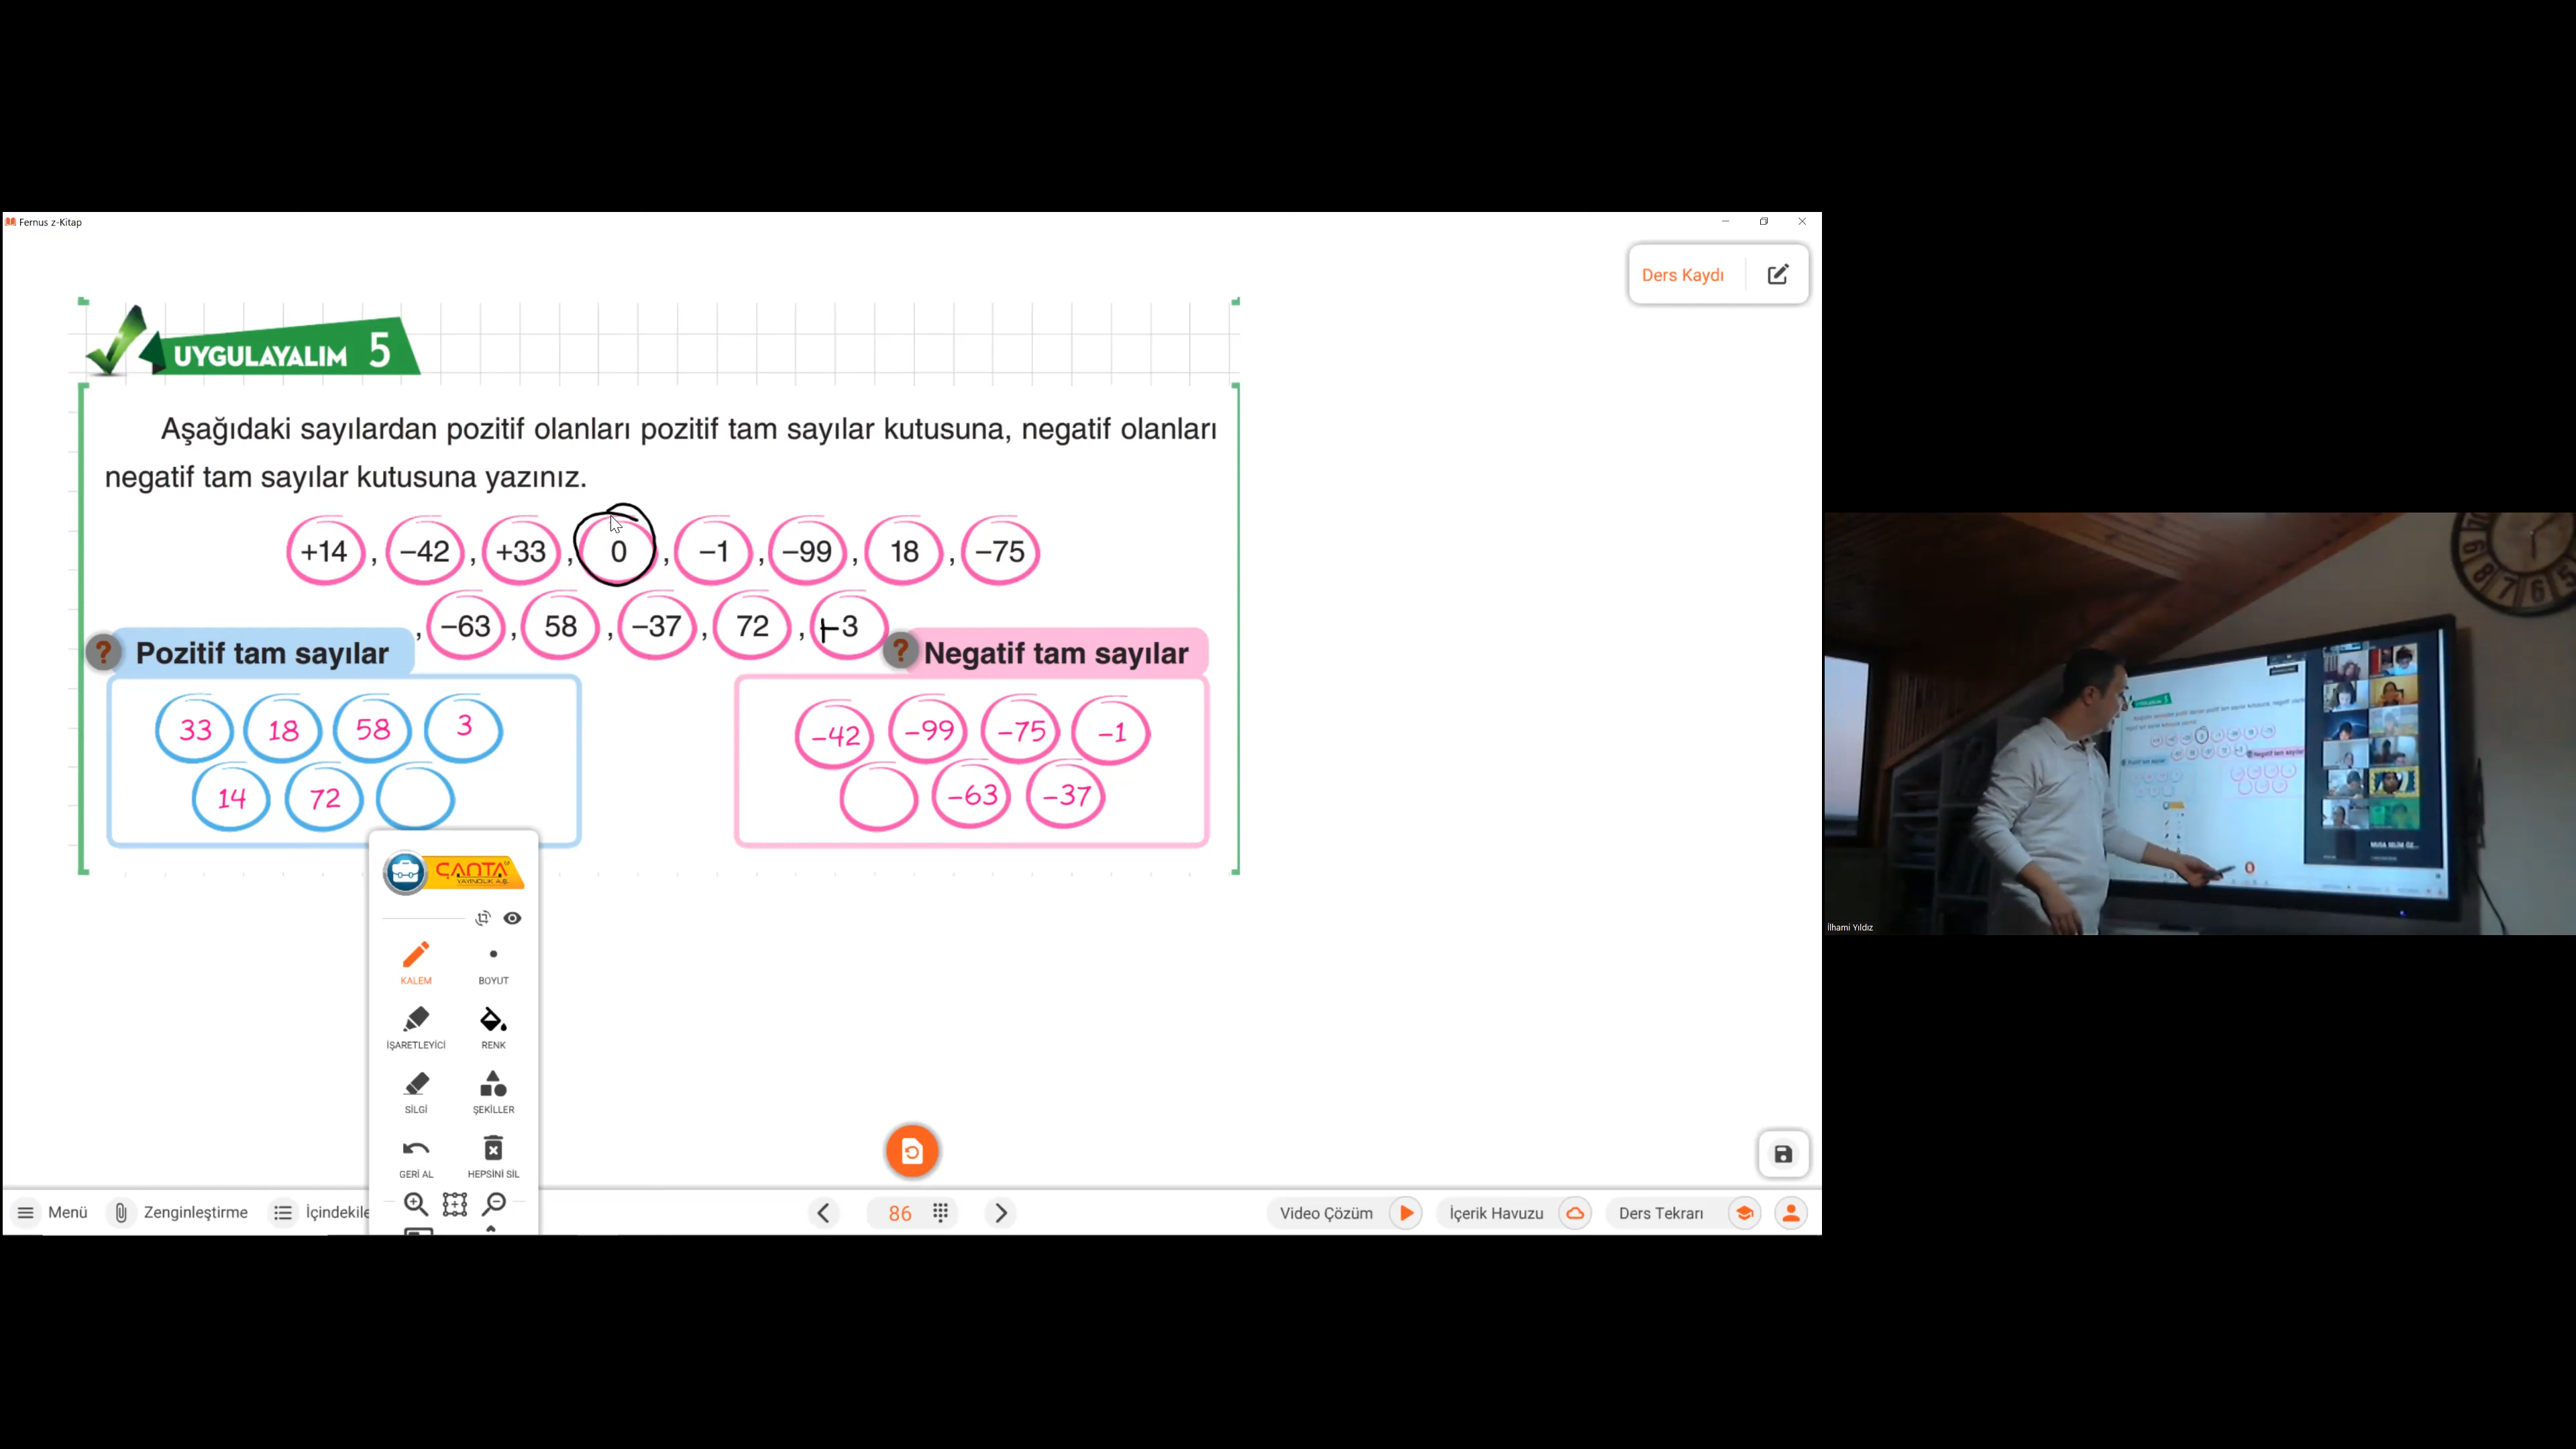 Fernus z-Kitap
Ders Kaydı
UYGULAYALIM 5
Aşağıdaki sayılardan pozitif olanları pozitif tam sayılar kutusuna, negatif olanları
negatif tam sayılar kutusuna yazınız.
+14 , −42 , +33 , 0 , −1 , −99 , 18 , −75
, −63 , 58 , −37 , 72 , +3
? Pozitif tam sayılar
33 18 58 3
14 72
? Negatif tam sayılar
−42 −99 −75 −1
−63 −37
ÇANTA
YAYINCILIK A.Ş.
KALEM BOYUT
İŞARETLEYİCİ RENK
SİLGİ ŞEKİLLER
GERİ AL HEPSİNİ SİL
Menü Zenginleştirme İçindekile 86 Video Çözüm İçerik Havuzu Ders Tekrarı
İlhami Yıldız